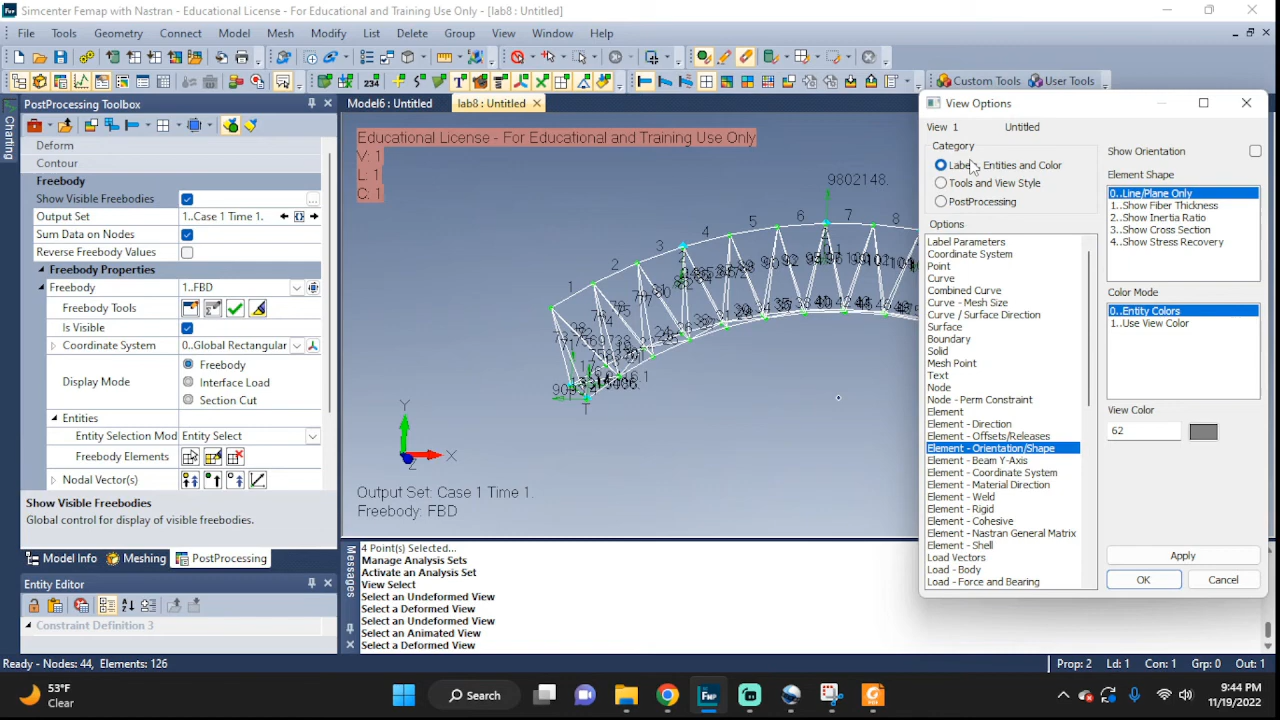 Simcenter Femap with Nastran - Educational License - For Educational and Training Use Only - [lab8 : Untitled]
File Tools Geometry Connect Model Mesh Modify List Delete Group View Window Help
234
Custom Tools User Tools
Charting
PostProcessing Toolbox
Deform
Contour
Freebody
Show Visible Freebodies
Output Set 1..Case 1 Time 1.
Sum Data on Nodes
Reverse Freebody Values
Freebody Properties
Freebody 1..FBD
Freebody Tools
Is Visible
Coordinate System 0..Global Rectangular
Display Mode
Freebody
Interface Load
Section Cut
Entities
Entity Selection Mod Entity Select
Freebody Elements
Nodal Vector(s)
Show Visible Freebodies
Global control for display of visible freebodies.
Model Info Meshing PostProcessing
Entity Editor
Constraint Definition 3
Model6 : Untitled lab8 : Untitled
Educational License - For Educational and Training Use Only
V: 1
L: 1
C: 1
9802148.
1 2 3 4 5 6 7 8
T
Y
X
Z
Output Set: Case 1 Time 1.
Freebody: FBD
Messages
4 Point(s) Selected...
Manage Analysis Sets
Activate an Analysis Set
View Select
Select an Undeformed View
Select a Deformed View
Select an Undeformed View
Select an Animated View
Select a Deformed View
View Options
View 1 Untitled
Category
Entities and Color
Tools and View Style
PostProcessing
Options
Label Parameters
Coordinate System
Point
Curve
Combined Curve
Curve - Mesh Size
Curve / Surface Direction
Surface
Boundary
Solid
Mesh Point
Text
Node
Node - Perm Constraint
Element
Element - Direction
Element - Offsets/Releases
Element - Orientation/Shape
Element - Beam Y-Axis
Element - Coordinate System
Element - Material Direction
Element - Weld
Element - Rigid
Element - Cohesive
Element - Nastran General Matrix
Element - Shell
Load Vectors
Load - Body
Load - Force and Bearing
Show Orientation
Element Shape
0..Line/Plane Only
1..Show Fiber Thickness
2..Show Inertia Ratio
3..Show Cross Section
4..Show Stress Recovery
Color Mode
0..Entity Colors
1..Use View Color
View Color
62
Apply
OK Cancel
Ready - Nodes: 44, Elements: 126
Prop: 2 Ld: 1 Con: 1 Grp: 0 Out: 1
53°F
Clear
Search
9:44 PM
11/19/2022